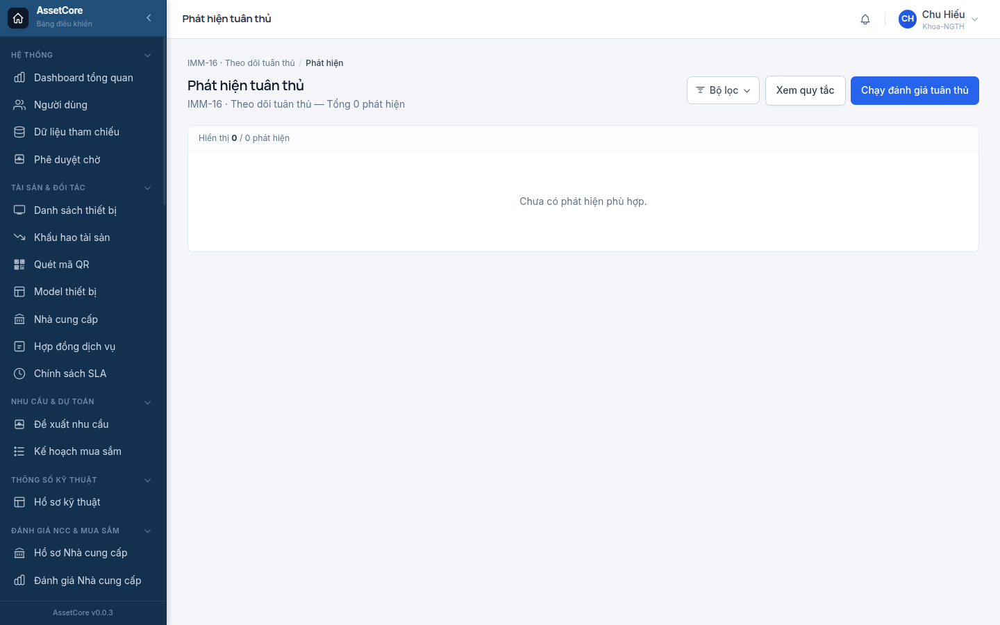 AssetCore
Bảng điều khiển
HỆ THỐNG
Dashboard tổng quan
Người dùng
Dữ liệu tham chiếu
Phê duyệt chờ
TÀI SẢN & ĐỐI TÁC
Danh sách thiết bị
Khấu hao tài sản
Quét mã QR
Model thiết bị
Nhà cung cấp
Hợp đồng dịch vụ
Chính sách SLA
NHU CẦU & DỰ TOÁN
Đề xuất nhu cầu
Kế hoạch mua sắm
THÔNG SỐ KỸ THUẬT
Hồ sơ kỹ thuật
ĐÁNH GIÁ NCC & MUA SẮM
Hồ sơ Nhà cung cấp
Đánh giá Nhà cung cấp
AssetCore v0.0.3
Phát hiện tuân thủ
CH
Chu Hiếu
Khoa-NGTH
IMM-16 · Theo dõi tuân thủ / Phát hiện
Phát hiện tuân thủ
IMM-16 · Theo dõi tuân thủ — Tổng 0 phát hiện
Bộ lọc
Xem quy tắc
Chạy đánh giá tuân thủ
Hiển thị 0 / 0 phát hiện
Chưa có phát hiện phù hợp.